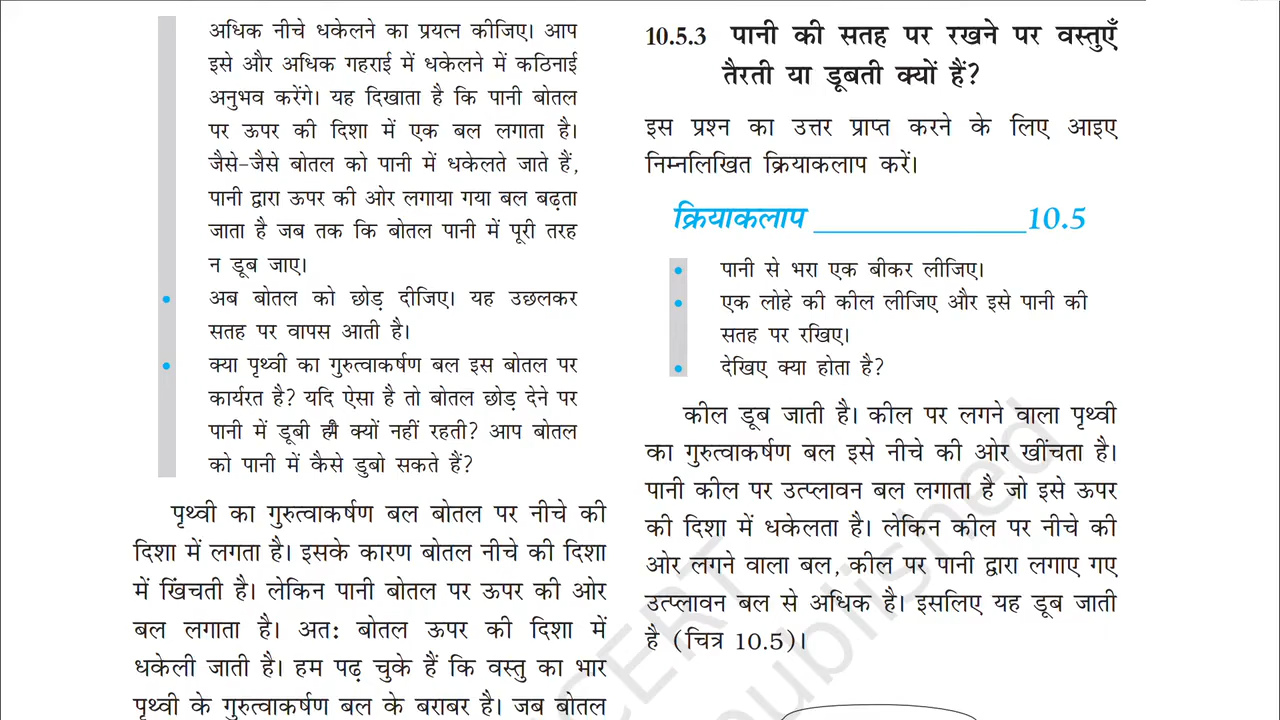 अधिक नीचे धकेलने का प्रयत्न कीजिए। आप
इसे और अधिक गहराई में धकेलने में कठिनाई
अनुभव करेंगे। यह दिखाता है कि पानी बोतल
पर ऊपर की दिशा में एक बल लगाता है।
जैसे-जैसे बोतल को पानी में धकेलते जाते हैं,
पानी द्वारा ऊपर की ओर लगाया गया बल बढ़ता
जाता है जब तक कि बोतल पानी में पूरी तरह
न डूब जाए।
• अब बोतल को छोड़ दीजिए। यह उछलकर
सतह पर वापस आती है।
• क्या पृथ्वी का गुरुत्वाकर्षण बल इस बोतल पर
कार्यरत है? यदि ऐसा है तो बोतल छोड़ देने पर
पानी में डूबी ही क्यों नहीं रहती? आप बोतल
को पानी में कैसे डुबो सकते हैं?
पृथ्वी का गुरुत्वाकर्षण बल बोतल पर नीचे की
दिशा में लगता है। इसके कारण बोतल नीचे की दिशा
में खिंचती है। लेकिन पानी बोतल पर ऊपर की ओर
बल लगाता है। अतः बोतल ऊपर की दिशा में
धकेली जाती है। हम पढ़ चुके हैं कि वस्तु का भार
पृथ्वी के गुरुत्वाकर्षण बल के बराबर है। जब बोतल
10.5.3 पानी की सतह पर रखने पर वस्तुएँ
तैरती या डूबती क्यों हैं?
इस प्रश्न का उत्तर प्राप्त करने के लिए आइए
निम्नलिखित क्रियाकलाप करें।
क्रियाकलाप ______________10.5
• पानी से भरा एक बीकर लीजिए।
• एक लोहे की कील लीजिए और इसे पानी की
सतह पर रखिए।
• देखिए क्या होता है?
कील डूब जाती है। कील पर लगने वाला पृथ्वी
का गुरुत्वाकर्षण बल इसे नीचे की ओर खींचता है।
पानी कील पर उत्प्लावन बल लगाता है जो इसे ऊपर
की दिशा में धकेलता है। लेकिन कील पर नीचे की
ओर लगने वाला बल, कील पर पानी द्वारा लगाए गए
उत्प्लावन बल से अधिक है। इसलिए यह डूब जाती
है (चित्र 10.5)।